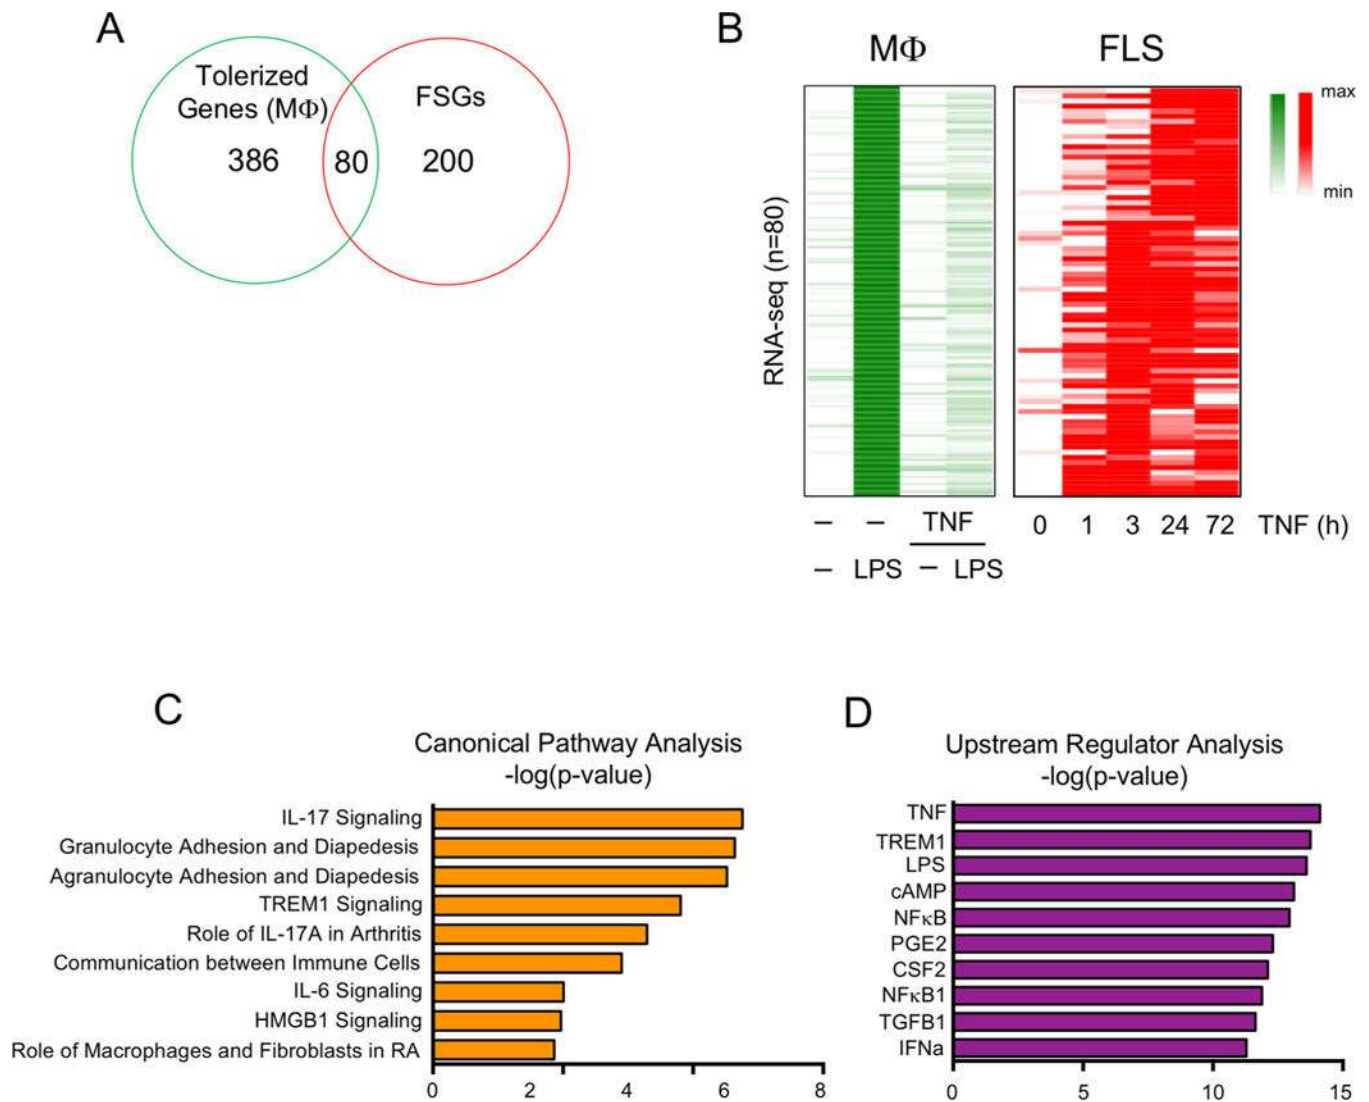 A
Tolerized
Genes (MΦ)
FSGs
386
80
200
B
MΦ
FLS
max
min
RNA-seq (n=80)
– – TNF
– LPS – LPS
0 1 3 24 72 TNF (h)
C
Canonical Pathway Analysis
-log(p-value)
IL-17 Signaling
Granulocyte Adhesion and Diapedesis
Agranulocyte Adhesion and Diapedesis
TREM1 Signaling
Role of IL-17A in Arthritis
Communication between Immune Cells
IL-6 Signaling
HMGB1 Signaling
Role of Macrophages and Fibroblasts in RA
0 2 4 6 8
D
Upstream Regulator Analysis
-log(p-value)
TNF
TREM1
LPS
cAMP
NFκB
PGE2
CSF2
NFκB1
TGFB1
IFNa
0 5 10 15